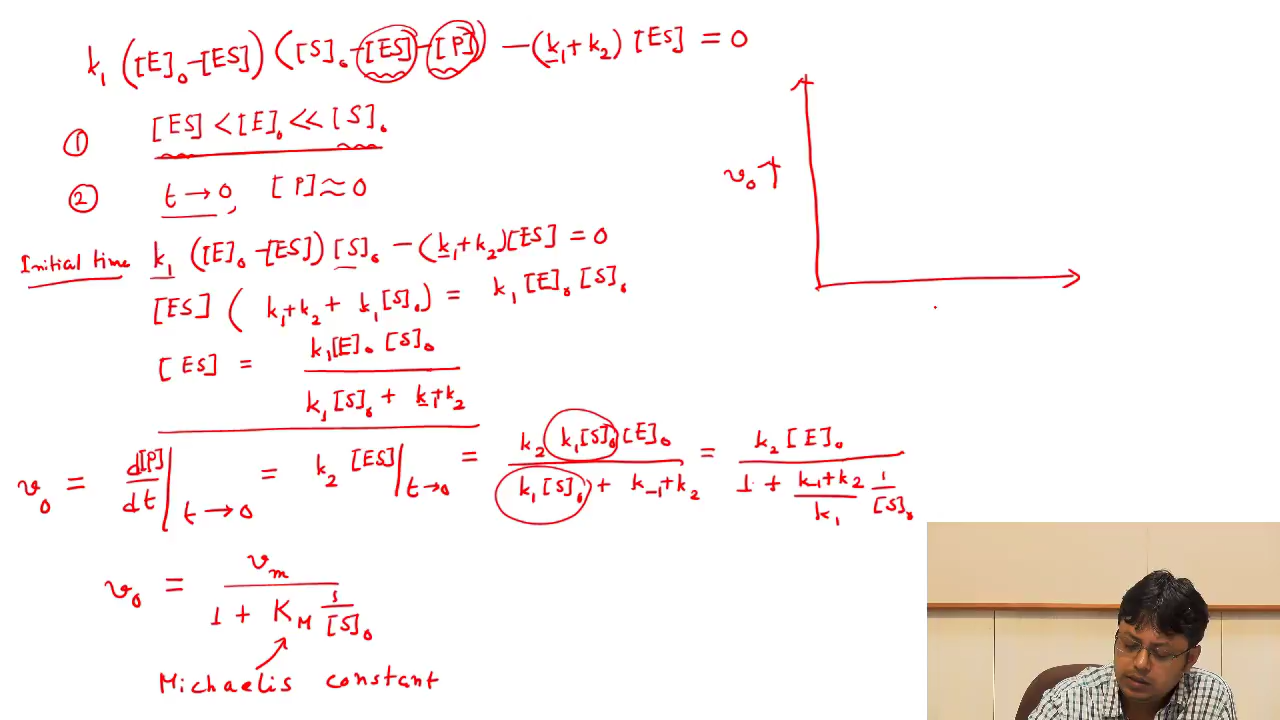 k₁ ([E]₀ - [ES]) ([S]₀ - [ES] - [P]) - (k₋₁ + k₂) [ES] = 0
① [ES] < [E]₀ << [S]₀
② t → 0, [P] ≈ 0
Initial time k₁ ([E]₀ - [ES]) [S]₀ - (k₋₁ + k₂) [ES] = 0
[ES] ( k₋₁ + k₂ + k₁ [S]₀ ) = k₁ [E]₀ [S]₀
[ES] = k₁ [E]₀ [S]₀ / k₁ [S]₀ + k₋₁ + k₂
v₀ = d[P]/dt | t → 0 = k₂ [ES] | t → 0 = k₂ k₁ [S]₀ [E]₀ / k₁ [S]₀ + k₋₁ + k₂ = k₂ [E]₀ / 1 + k₋₁ + k₂ / k₁ 1 / [S]₀
v₀ = vₘ / 1 + K_M 1 / [S]₀
Michaelis constant
v₀ ↑